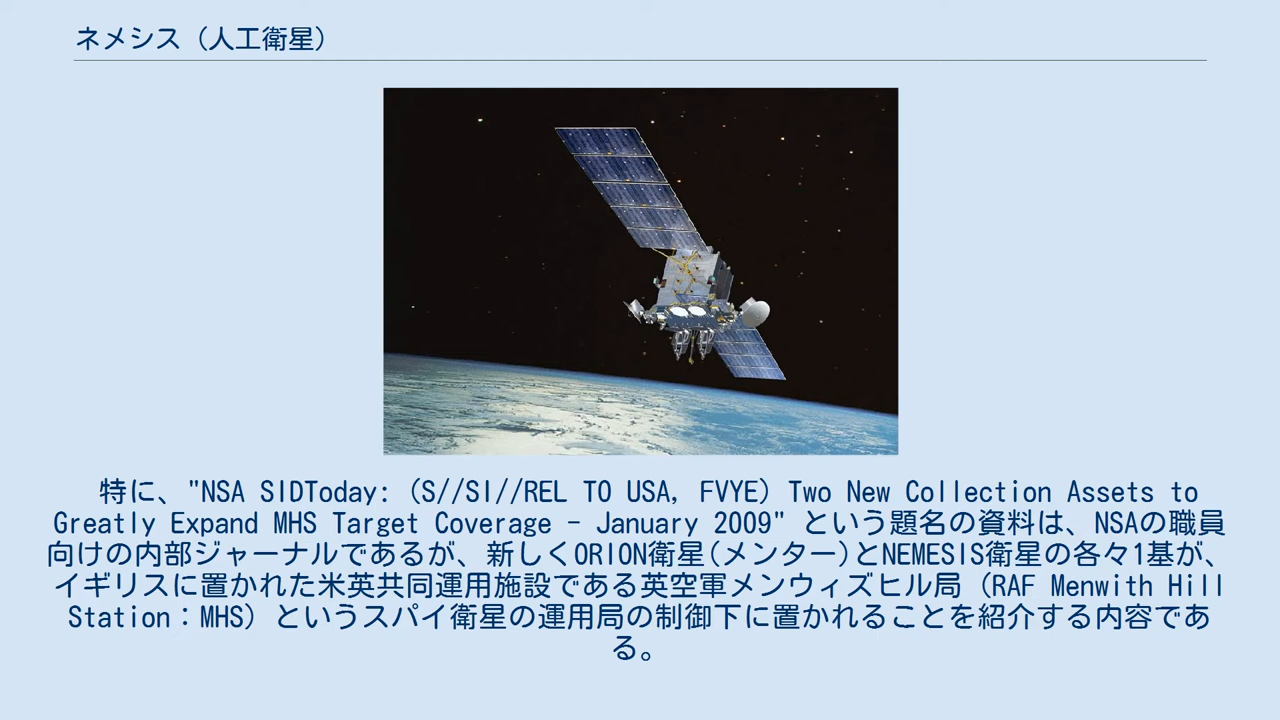 ネメシス（人工衛星）
特に、"NSA SIDToday: (S//SI//REL TO USA, FVYE) Two New Collection Assets to
Greatly Expand MHS Target Coverage - January 2009" という題名の資料は、NSAの職員
向けの内部ジャーナルであるが、新しくORION衛星(メンター)とNEMESIS衛星の各々1基が、
イギリスに置かれた米英共同運用施設である英空軍メンウィズヒル局（RAF Menwith Hill
Station：MHS）というスパイ衛星の運用局の制御下に置かれることを紹介する内容であ
る。